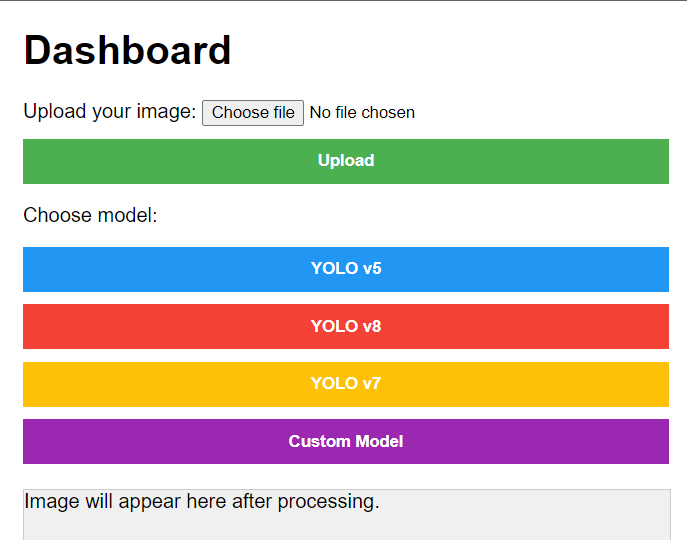 Dashboard
Upload your image: Choose file No file chosen
Upload
Choose model:
YOLO v5
YOLO v8
YOLO v7
Custom Model
Image will appear here after processing.